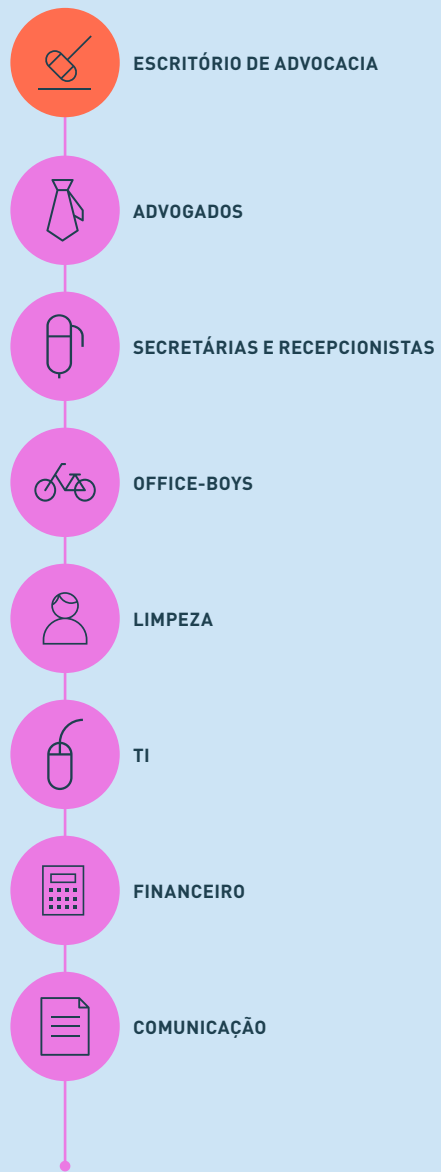 ESCRITÓRIO DE ADVOCACIA
ADVOGADOS
SECRETÁRIAS E RECEPCIONISTAS
OFFICE-BOYS
LIMPEZA
TI
FINANCEIRO
COMUNICAÇÃO